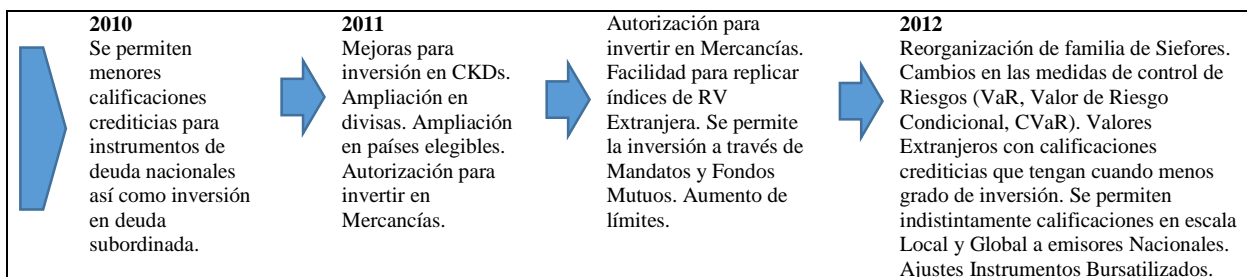 2010
Se permiten
menores
calificaciones
crediticias para
instrumentos de
deuda nacionales
así como inversión
en deuda
subordinada.
2011
Mejoras para
inversión en CKDs.
Ampliación en
divisas. Ampliación
en países elegibles.
Autorización para
invertir en
Mercancías.
Autorización para
invertir en Mercancías.
Facilidad para replicar
índices de RV
Extranjera. Se permite
la inversión a través de
Mandatos y Fondos
Mutuos. Aumento de
límites.
2012
Reorganización de familia de Siefores.
Cambios en las medidas de control de
Riesgos (VaR, Valor de Riesgo
Condicional, CVaR). Valores
Extranjeros con calificaciones
crediticias que tengan cuando menos
grado de inversión. Se permiten
indistintamente calificaciones en escala
Local y Global a emisores Nacionales.
Ajustes Instrumentos Bursatilizados.